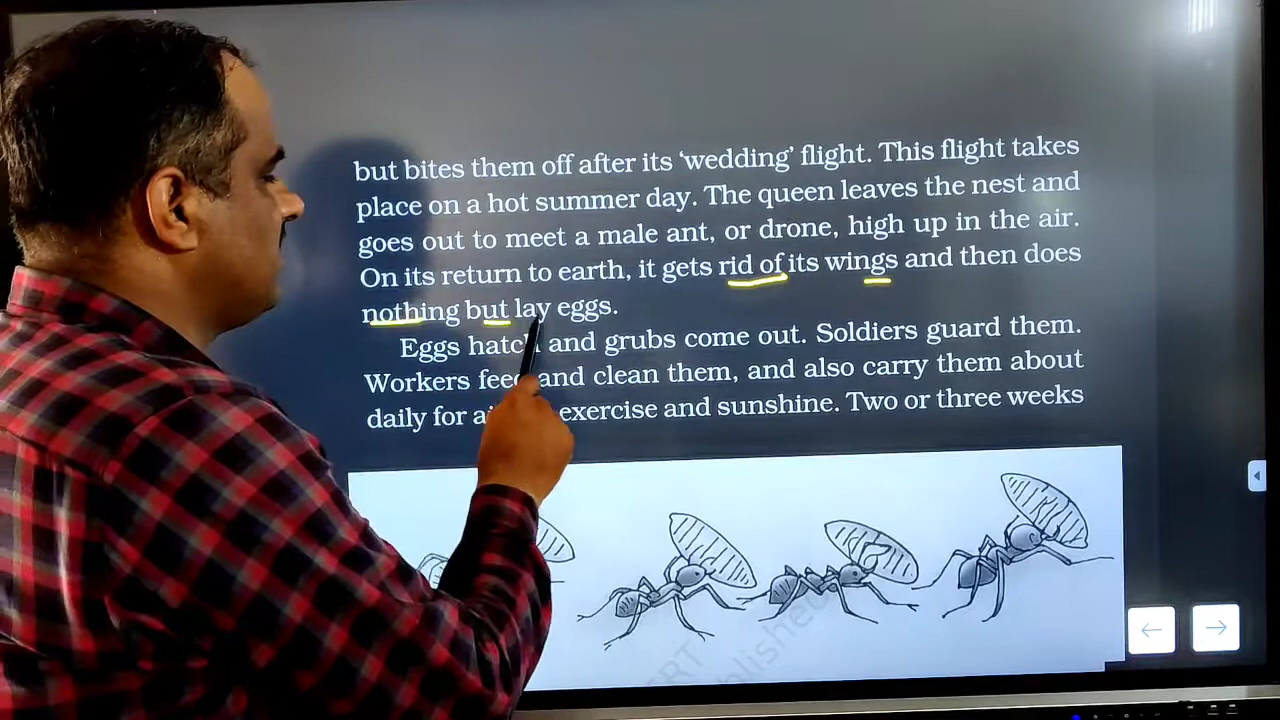 but bites them off after its ‘wedding’ flight. This flight takes
place on a hot summer day. The queen leaves the nest and
goes out to meet a male ant, or drone, high up in the air.
On its return to earth, it gets rid of its wings and then does
nothing but lay eggs.
Eggs hatch and grubs come out. Soldiers guard them.
Workers feed and clean them, and also carry them about
daily for exercise and sunshine. Two or three weeks